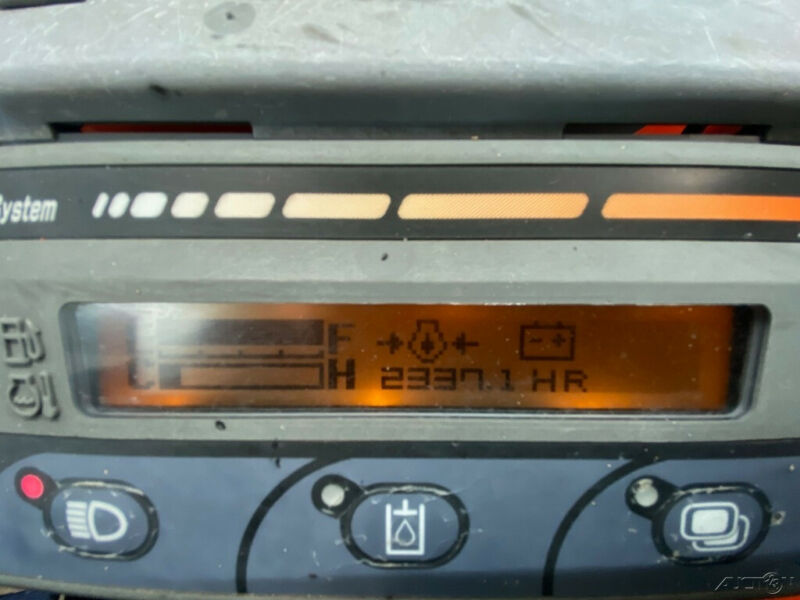 System
F
H 2337.1 HR